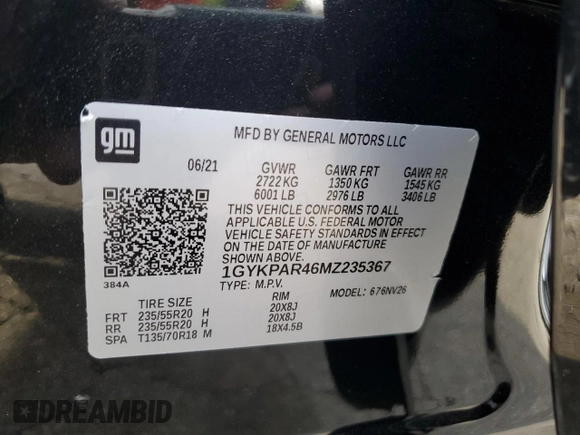 gm
MFD BY GENERAL MOTORS LLC
06/21 GVWR GAWR FRT GAWR RR
2722 KG 1350 KG 1545 KG
6001 LB 2976 LB 3406 LB
THIS VEHICLE CONFORMS TO ALL
APPLICABLE U.S. FEDERAL MOTOR
VEHICLE SAFETY STANDARDS IN EFFECT
ON THE DATE OF MANUFACTURE
SHOWN ABOVE.
1GYKPAR46MZ235367
TYPE: M.P.V. MODEL: 676NV26
384A
TIRE SIZE RIM
FRT 235/55R20 H 20X8J
RR 235/55R20 H 20X8J
SPA T135/70R18 M 18X4.5B
DREAMBID